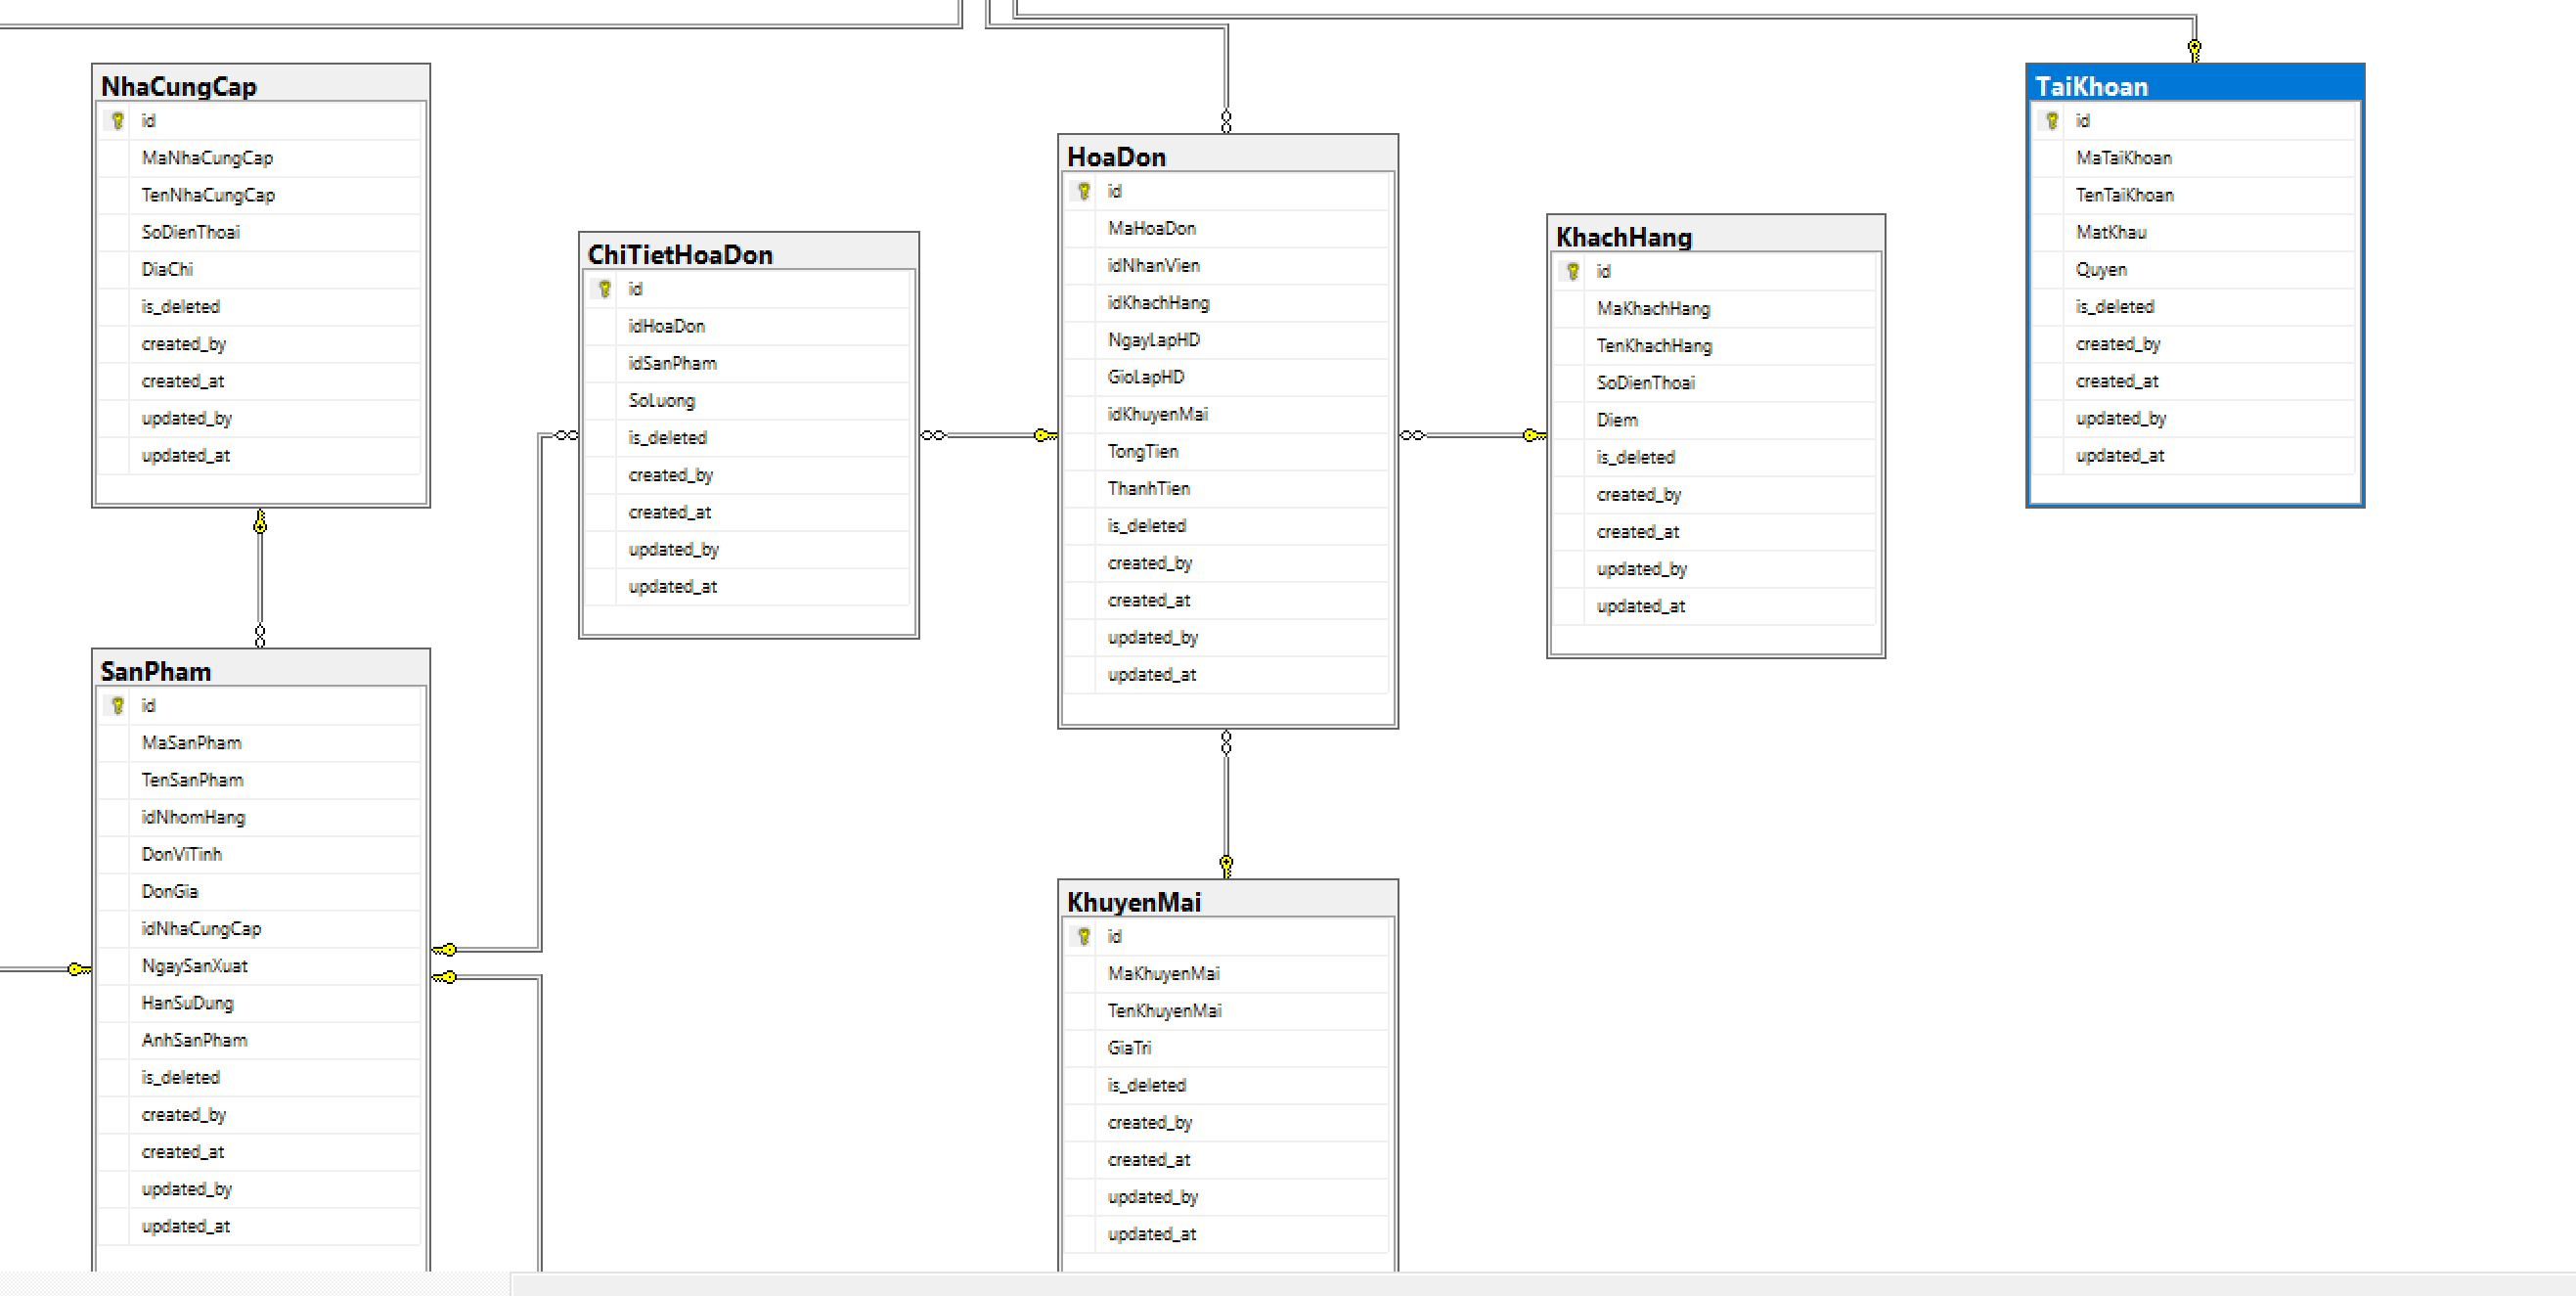 NhaCungCap
id
MaNhaCungCap
TenNhaCungCap
SoDienThoai
DiaChi
is_deleted
created_by
created_at
updated_by
updated_at
SanPham
id
MaSanPham
TenSanPham
idNhomHang
DonViTinh
DonGia
idNhaCungCap
NgaySanXuat
HanSuDung
AnhSanPham
is_deleted
created_by
created_at
updated_by
updated_at
ChiTietHoaDon
id
idHoaDon
idSanPham
SoLuong
is_deleted
created_by
created_at
updated_by
updated_at
HoaDon
id
MaHoaDon
idNhanVien
idKhachHang
NgayLapHD
GioLapHD
idKhuyenMai
TongTien
ThanhTien
is_deleted
created_by
created_at
updated_by
updated_at
KhuyenMai
id
MaKhuyenMai
TenKhuyenMai
GiaTri
is_deleted
created_by
created_at
updated_by
updated_at
KhachHang
id
MaKhachHang
TenKhachHang
SoDienThoai
Diem
is_deleted
created_by
created_at
updated_by
updated_at
TaiKhoan
id
MaTaiKhoan
TenTaiKhoan
MatKhau
Quyen
is_deleted
created_by
created_at
updated_by
updated_at